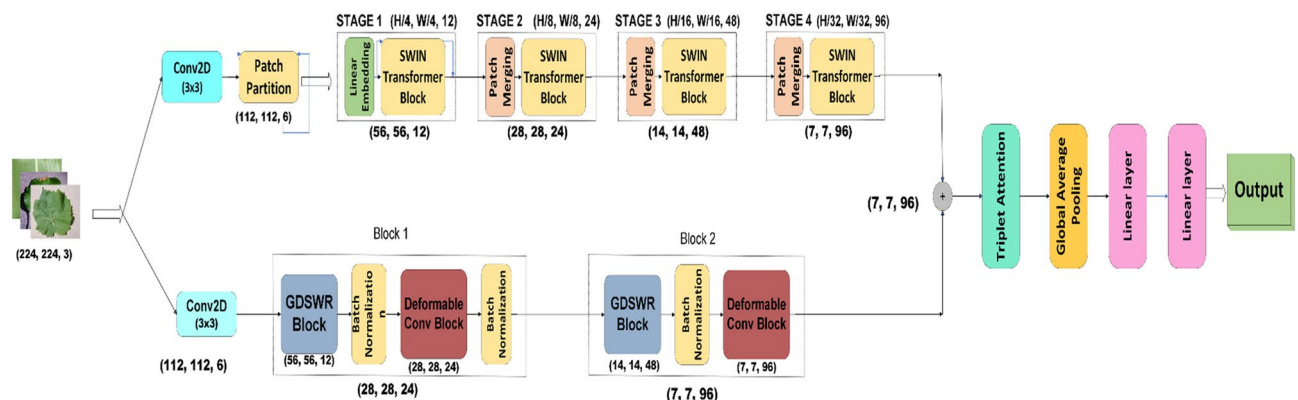 STAGE 1 (H/4, W/4, 12)
STAGE 2 (H/8, W/8, 24)
STAGE 3 (H/16, W/16, 48)
STAGE 4 (H/32, W/32, 96)
Conv2D
(3x3)
Patch
Partition
(112, 112, 6)
Linear
Embedding
SWIN
Transformer
Block
(56, 56, 12)
Patch
Merging
SWIN
Transformer
Block
(28, 28, 24)
Patch
Merging
SWIN
Transformer
Block
(14, 14, 48)
Patch
Merging
SWIN
Transformer
Block
(7, 7, 96)
(224, 224, 3)
Conv2D
(3x3)
(112, 112, 6)
Block 1
GDSWR
Block
(56, 56, 12)
Batch
Normalizatio
n
Deformable
Conv Block
(28, 28, 24)
Batch
Normalization
(28, 28, 24)
Block 2
GDSWR
Block
(14, 14, 48)
Batch
Normalization
Deformable
Conv Block
(7, 7, 96)
(7, 7, 96)
(7, 7, 96)
+
Triplet Attention
Global Average
Pooling
Linear layer
Linear layer
Output